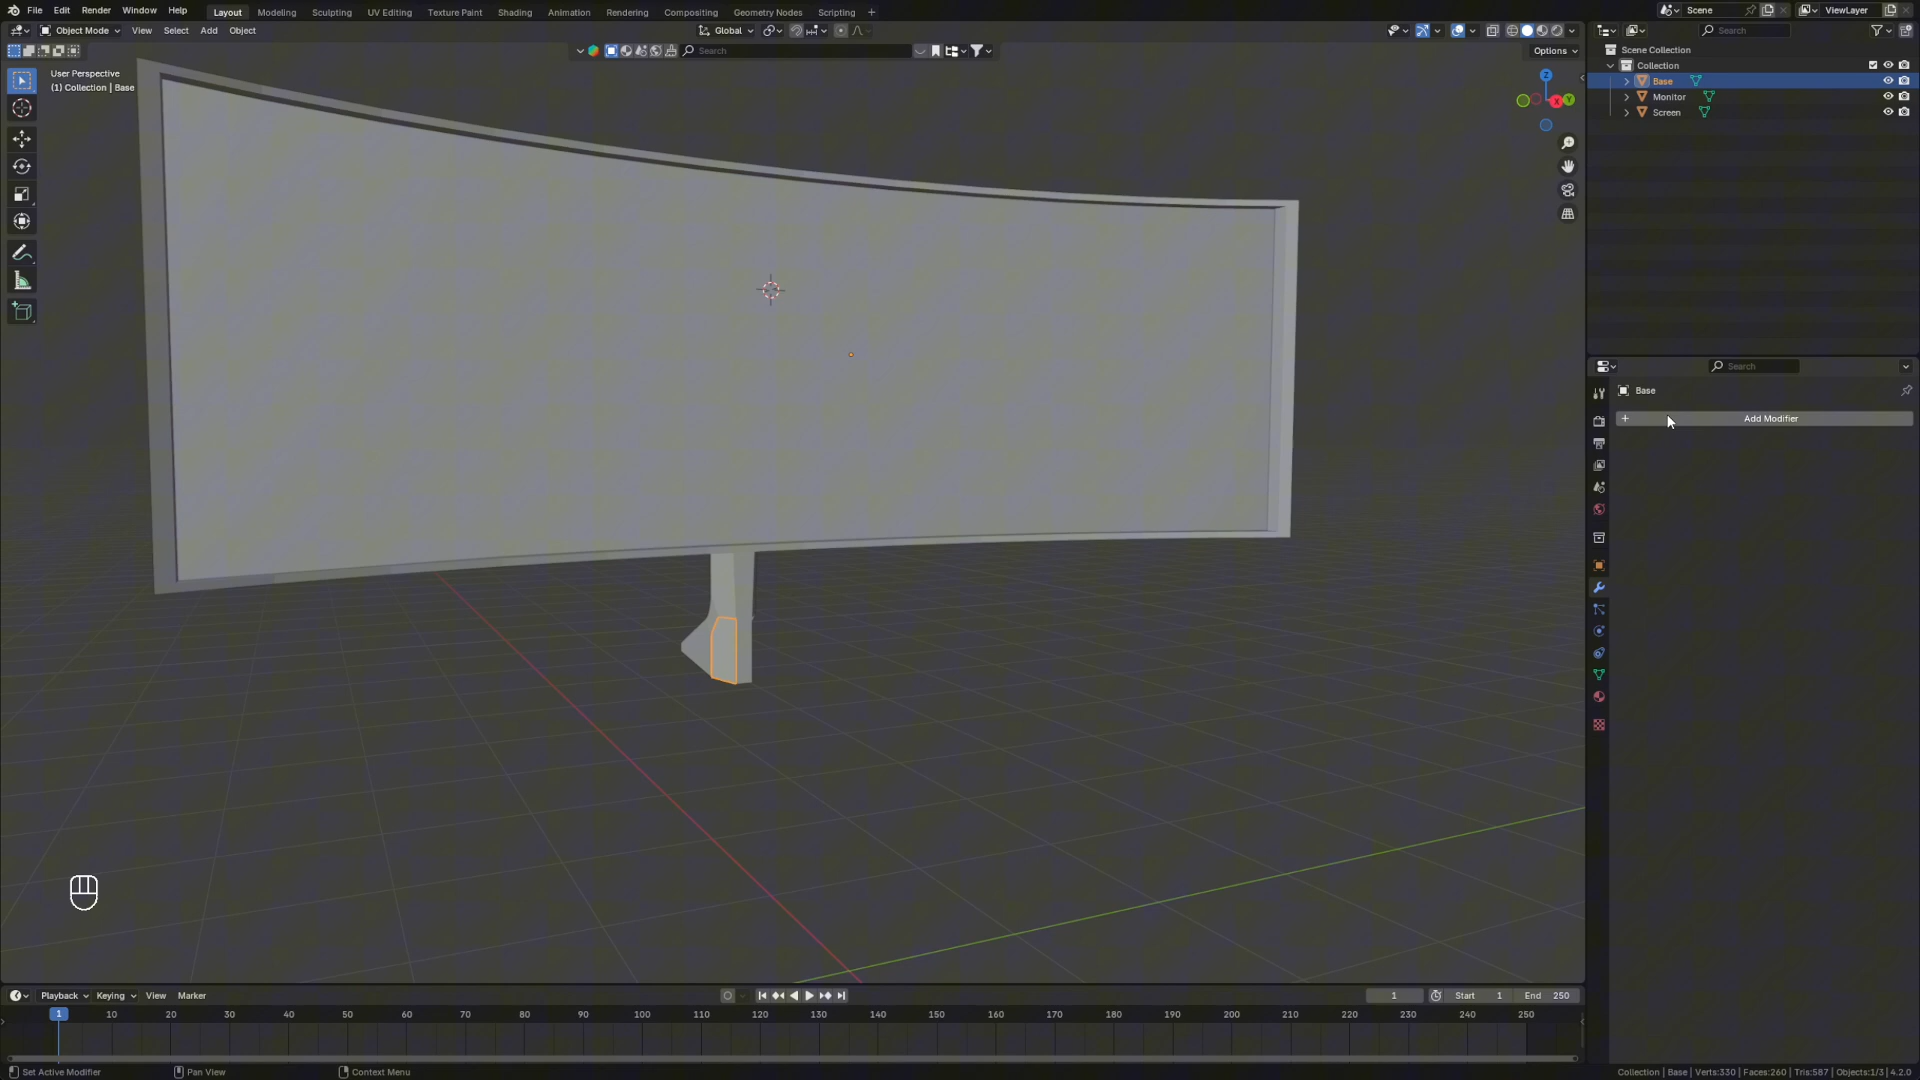 File Edit Render Window Help Layout Modeling Sculpting UV Editing Texture Paint Shading Animation Rendering Compositing Geometry Nodes Scripting + Scene ViewLayer
Object Mode View Select Add Object Global Search
Search Options
User Perspective
(1) Collection | Base
Z
X
Y
Scene Collection
Collection
Base
Monitor
Screen
Search
Base
+ Add Modifier
Playback Keying View Marker 1 Start 1 End 250
1 10 20 30 40 50 60 70 80 90 100 110 120 130 140 150 160 170 180 190 200 210 220 230 240 250
Set Active Modifier Pan View Context Menu Collection | Base | Verts:330 | Faces:260 | Tris:587 | Objects:1/3 | 4.2.0